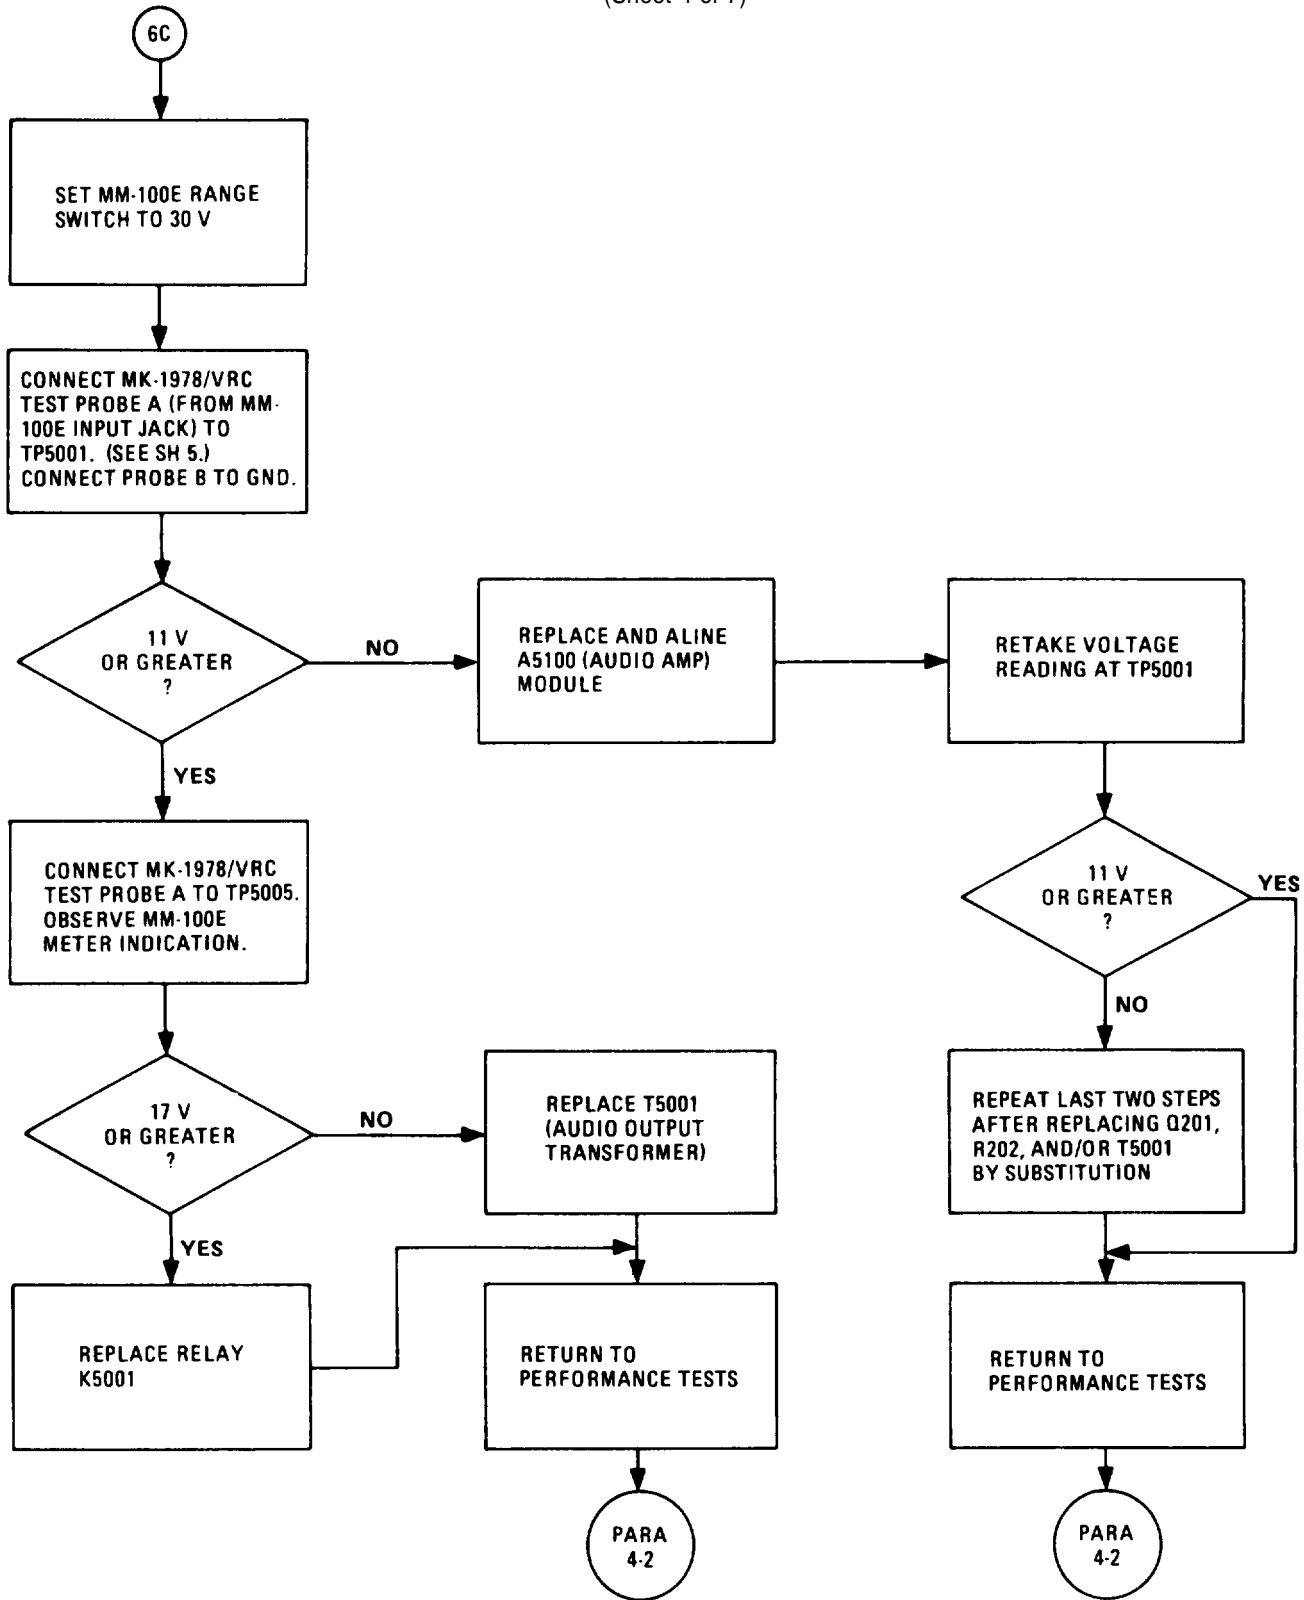 6C
SET MM-100E RANGE
SWITCH TO 30 V
CONNECT MK-1978/VRC
TEST PROBE A (FROM MM-
100E INPUT JACK) TO
TP5001. (SEE SH 5.)
CONNECT PROBE B TO GND.
11 V
OR GREATER
?
NO
REPLACE AND ALINE
A5100 (AUDIO AMP)
MODULE
RETAKE VOLTAGE
READING AT TP5001
YES
CONNECT MK-1978/VRC
TEST PROBE A TO TP5005.
OBSERVE MM-100E
METER INDICATION.
11 V
OR GREATER
?
YES
NO
17 V
OR GREATER
?
NO
REPLACE T5001
(AUDIO OUTPUT
TRANSFORMER)
REPEAT LAST TWO STEPS
AFTER REPLACING Q201,
R202, AND/OR T5001
BY SUBSTITUTION
YES
REPLACE RELAY
K5001
RETURN TO
PERFORMANCE TESTS
RETURN TO
PERFORMANCE TESTS
PARA
4-2
PARA
4-2